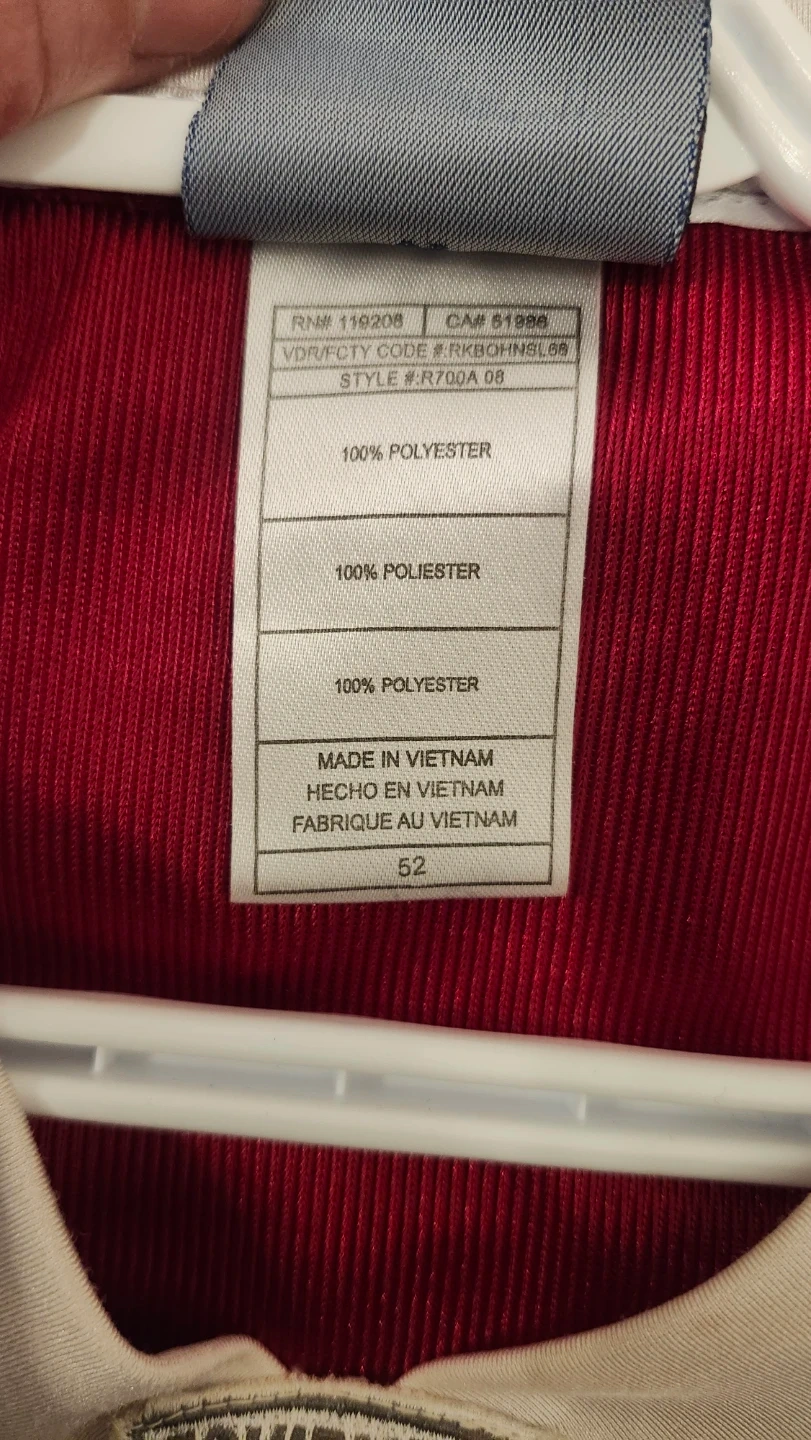 RN# 119208 CA# 51986
VDR/FCTY CODE #:RKBOHNSL68
STYLE #:R700A 08
100% POLYESTER
100% POLIESTER
100% POLYESTER
MADE IN VIETNAM
HECHO EN VIETNAM
FABRIQUE AU VIETNAM
52